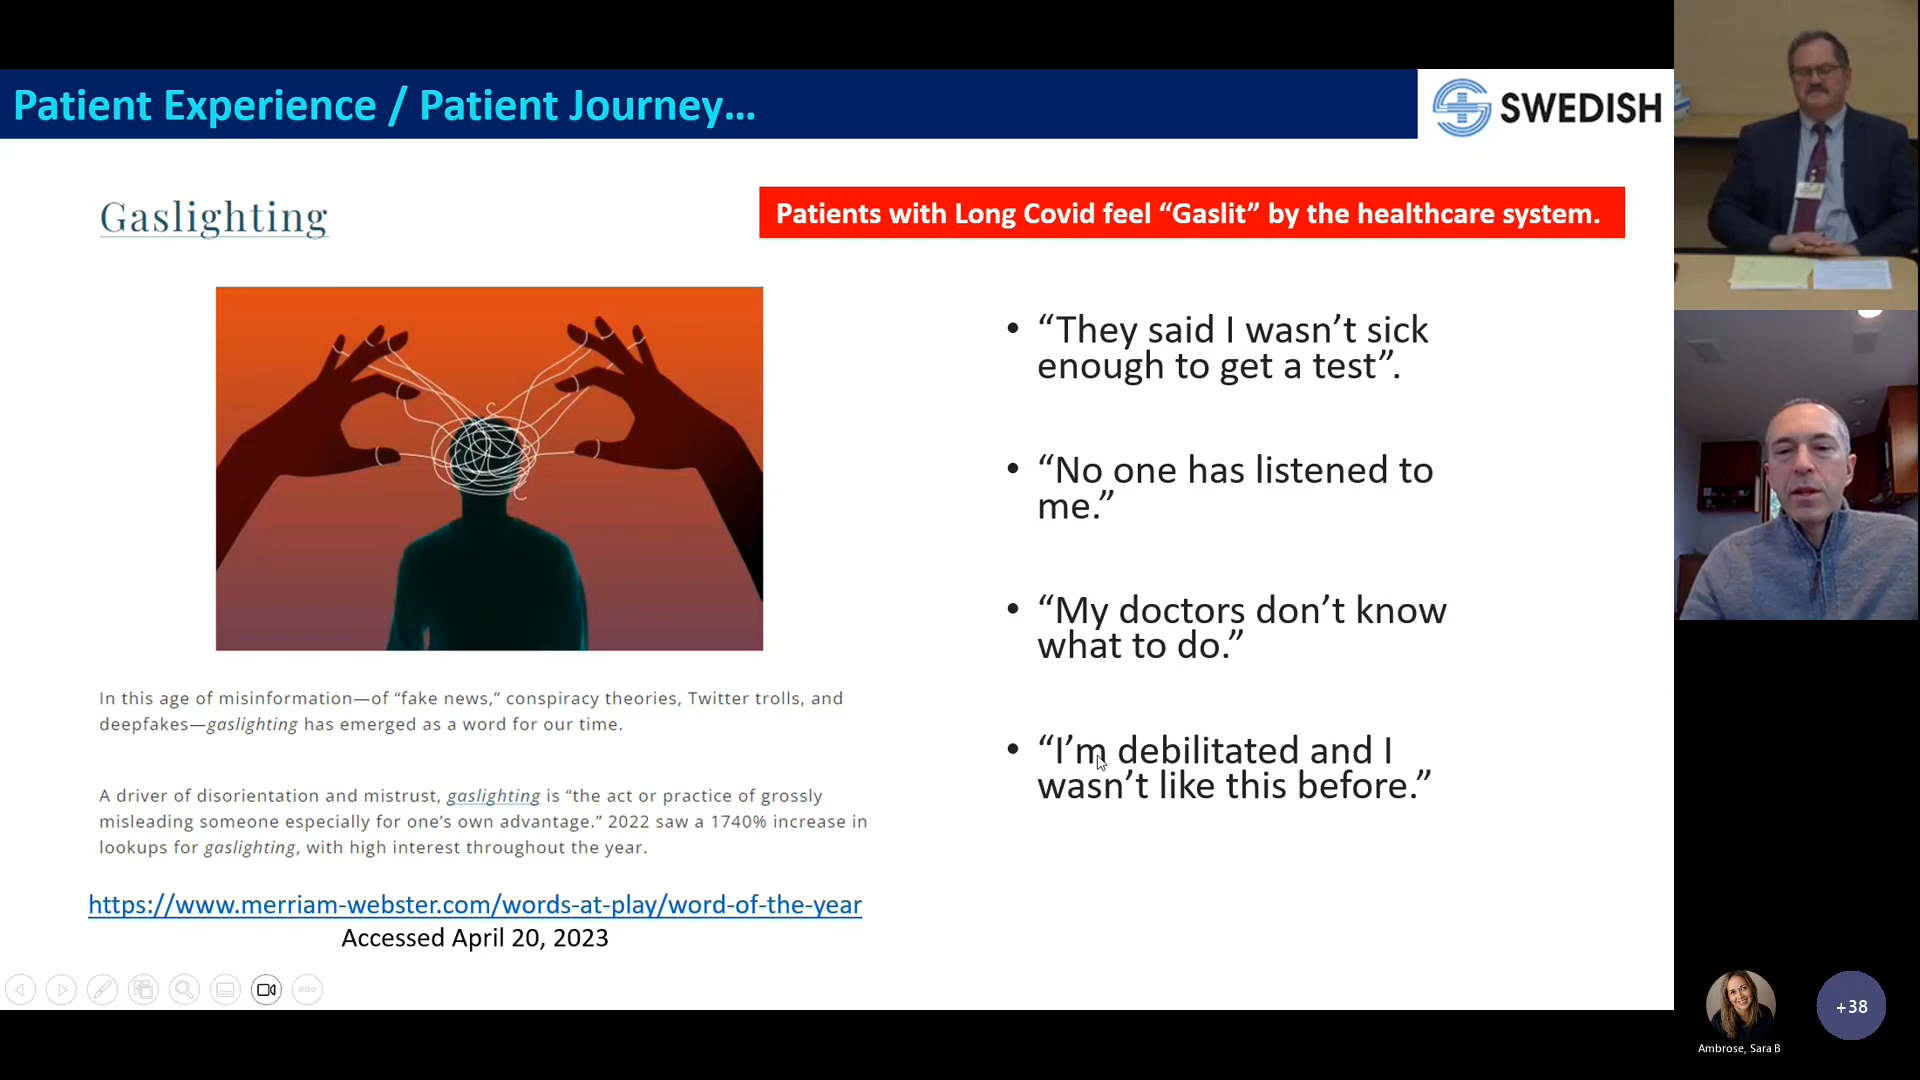 Patient Experience / Patient Journey...
SWEDISH
Gaslighting
Patients with Long Covid feel “Gaslit” by the healthcare system.
• “They said I wasn’t sick
enough to get a test”.
• “No one has listened to
me.”
• “My doctors don’t know
what to do.”
• “I’m debilitated and I
wasn’t like this before.”
In this age of misinformation—of “fake news,” conspiracy theories, Twitter trolls, and
deepfakes—gaslighting has emerged as a word for our time.
A driver of disorientation and mistrust, gaslighting is “the act or practice of grossly
misleading someone especially for one’s own advantage.” 2022 saw a 1740% increase in
lookups for gaslighting, with high interest throughout the year.
https://www.merriam-webster.com/words-at-play/word-of-the-year
Accessed April 20, 2023
+38
Ambrose, Sara B